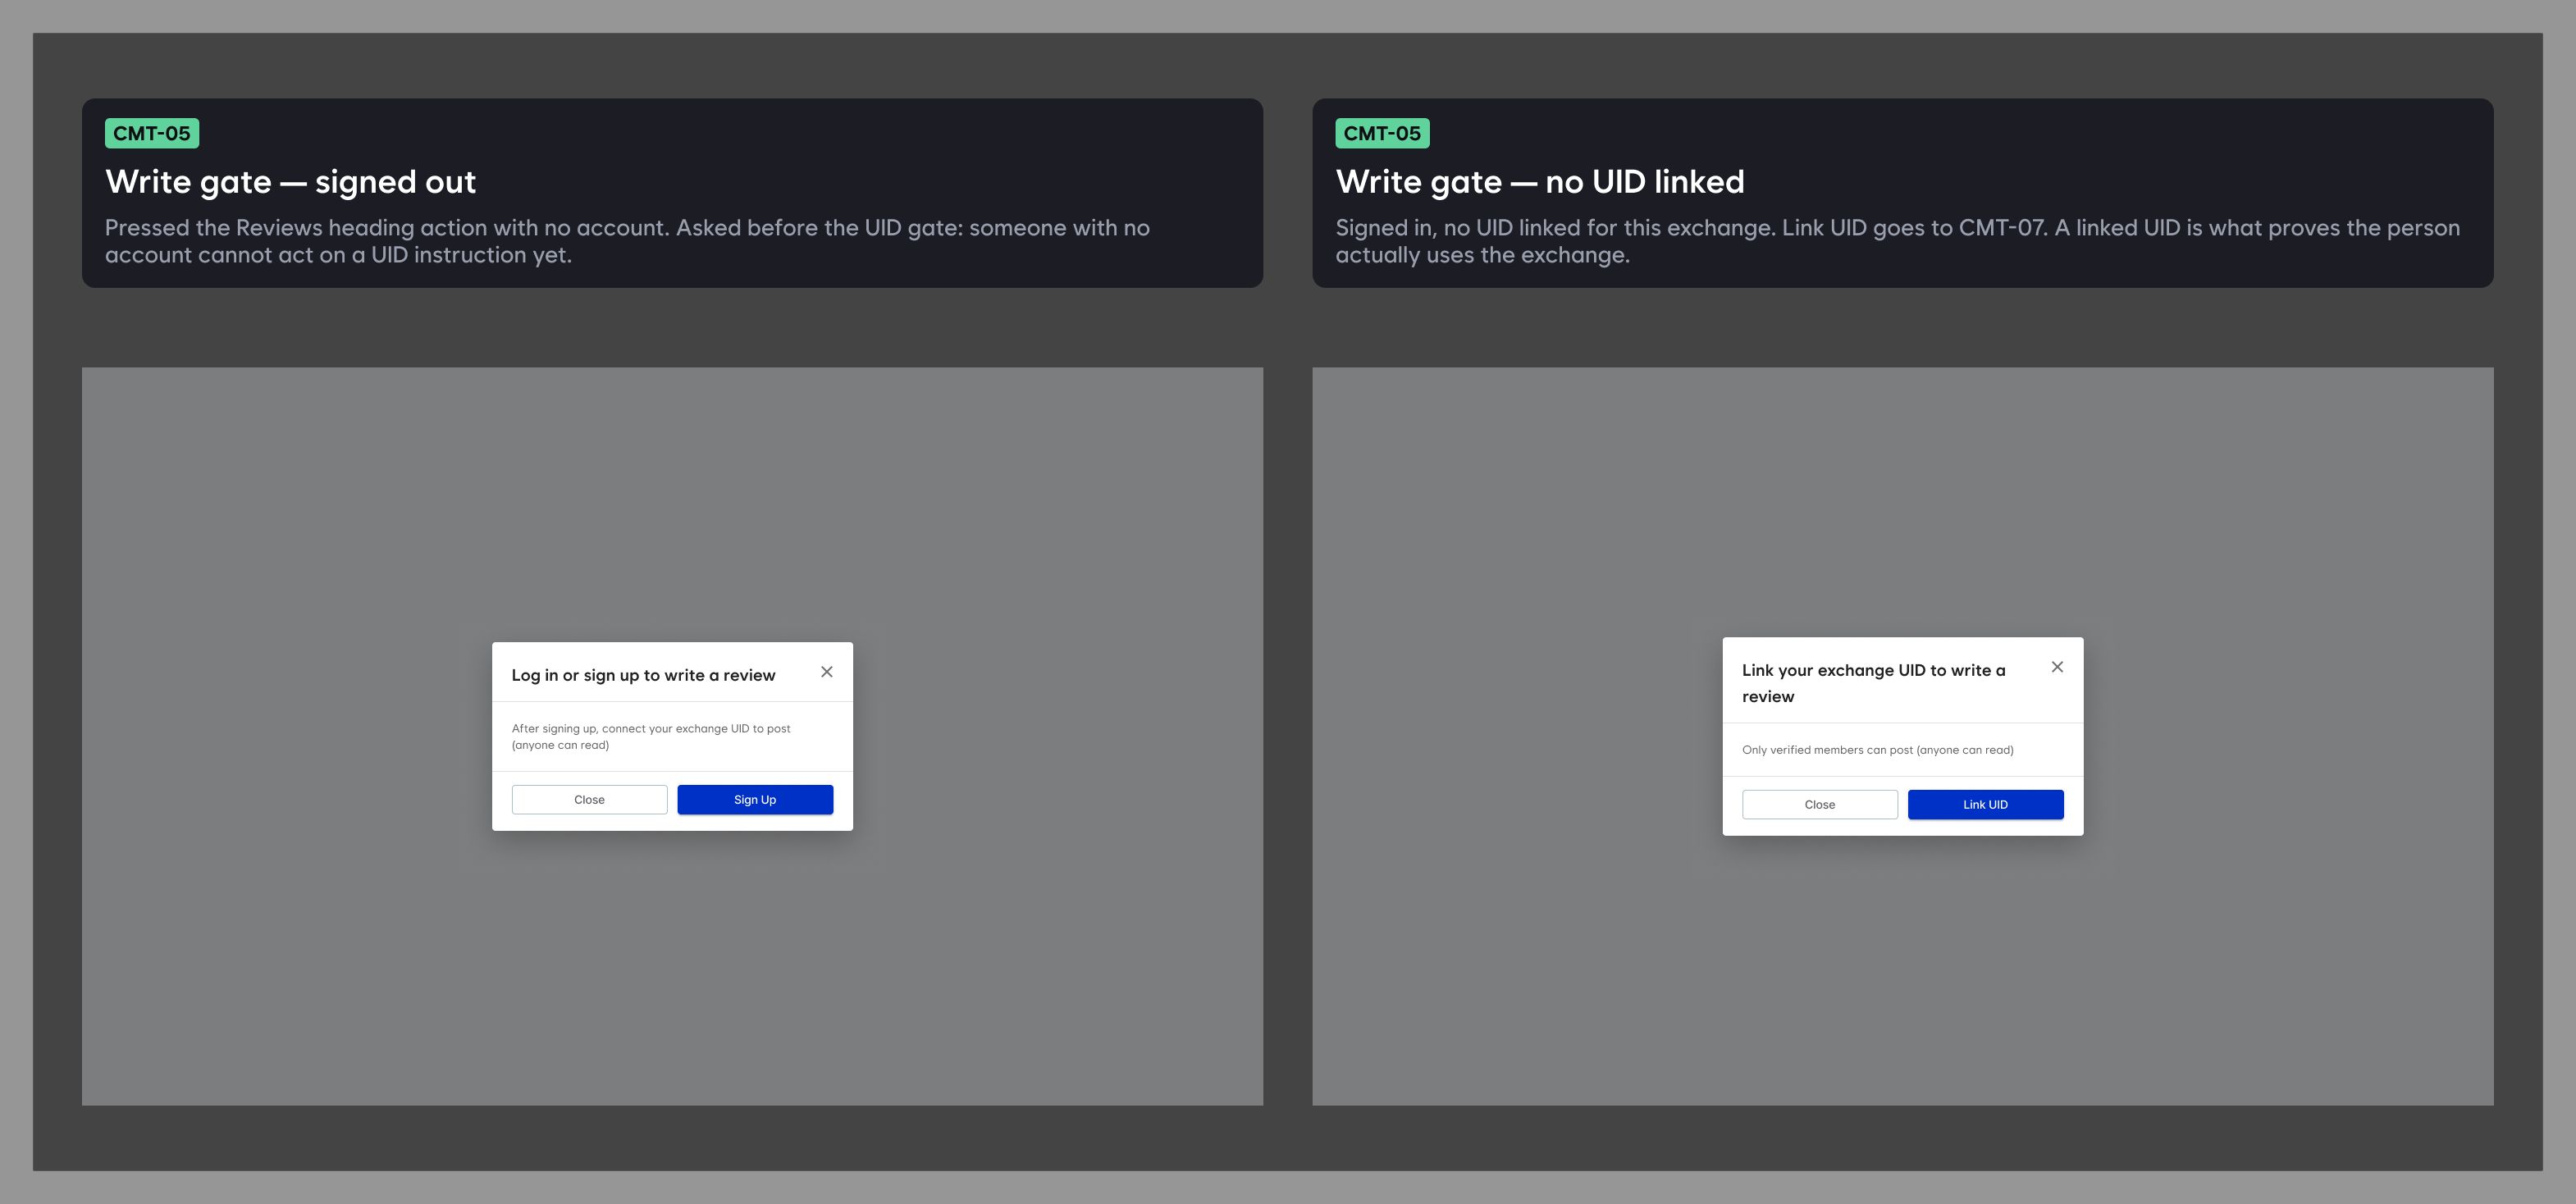 CMT-05
Write gate — signed out
Pressed the Reviews heading action with no account. Asked before the UID gate: someone with no
account cannot act on a UID instruction yet.
CMT-05
Write gate — no UID linked
Signed in, no UID linked for this exchange. Link UID goes to CMT-07. A linked UID is what proves the person
actually uses the exchange.
Log in or sign up to write a review
After signing up, connect your exchange UID to post
(anyone can read)
Close
Sign Up
Link your exchange UID to write a
review
Only verified members can post (anyone can read)
Close
Link UID